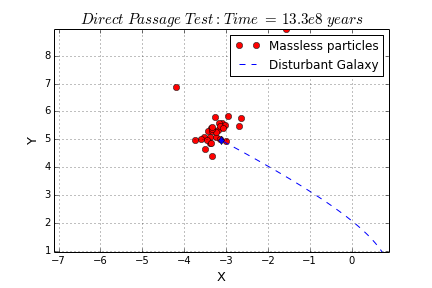 Direct Passage Test: Time = 13.3e8 years
Massless particles
Disturbant Galaxy
Y
8
7
6
5
4
3
2
1
-7 -6 -5 -4 -3 -2 -1 0
X